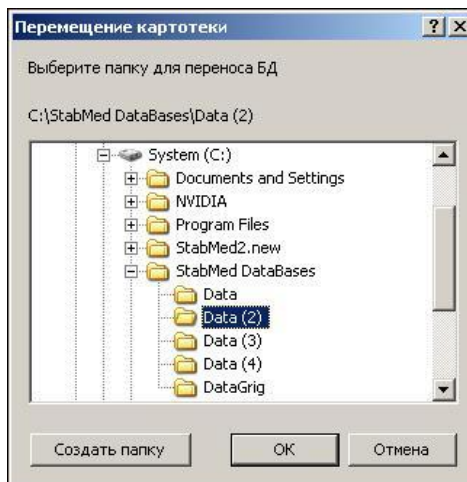 Перемещение картотеки
Выберите папку для переноса БД
C:\StabMed DataBases\Data (2)
System (C:)
Documents and Settings
NVIDIA
Program Files
StabMed2.new
StabMed DataBases
Data
Data (2)
Data (3)
Data (4)
DataGrig
Создать папку ОК Отмена